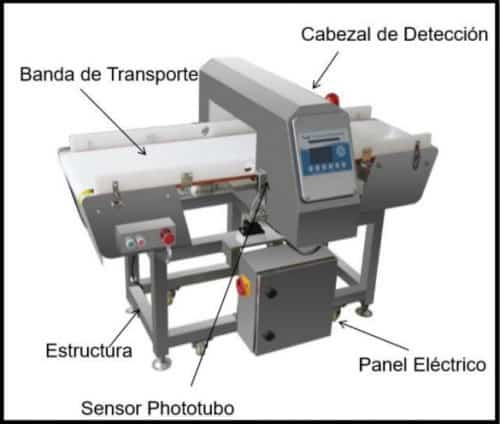 Cabezal de Detección
Banda de Transporte
Estructura
Panel Eléctrico
Sensor Phototubo